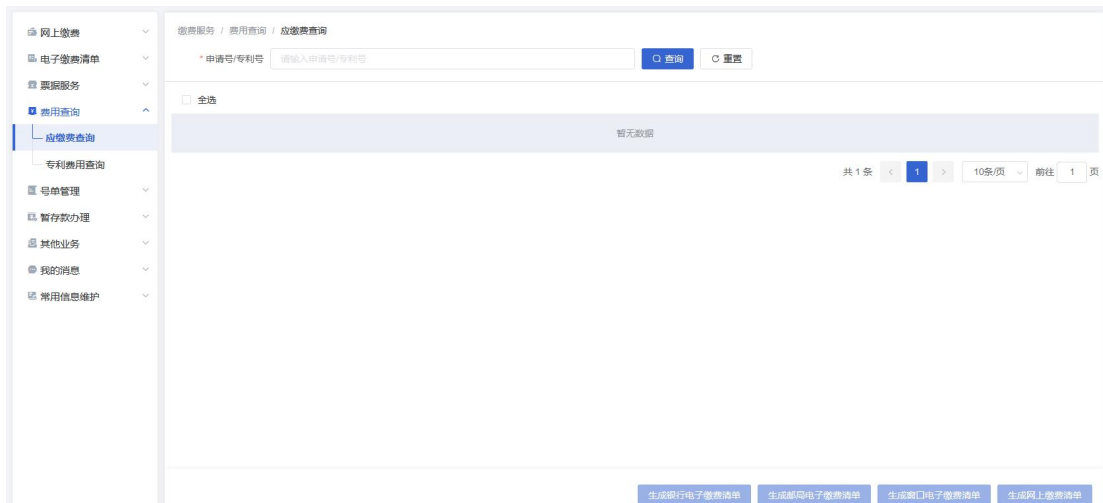 网上缴费
电子缴费清单
票据服务
费用查询
应缴费查询
专利费用查询
号单管理
暂存款办理
其他业务
我的消息
常用信息维护
缴费服务 / 费用查询 / 应缴费查询
* 申请号/专利号 请输入申请号/专利号 查询 重置
全选
暂无数据
共 1 条 < 1 > 10条/页 前往 1 页
生成银行电子缴费清单 生成邮局电子缴费清单 生成窗口电子缴费清单 生成网上缴费清单